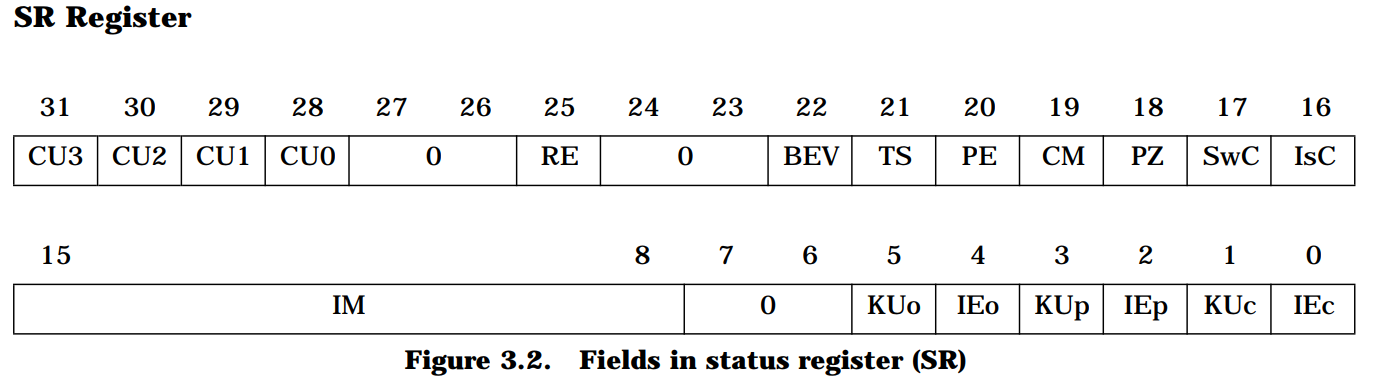 SR Register
31 30 29 28 27 26 25 24 23 22 21 20 19 18 17 16
CU3 CU2 CU1 CU0 0 RE 0 BEV TS PE CM PZ SwC IsC
15 8 7 6 5 4 3 2 1 0
IM 0 KUo IEo KUp IEp KUc IEc
Figure 3.2. Fields in status register (SR)